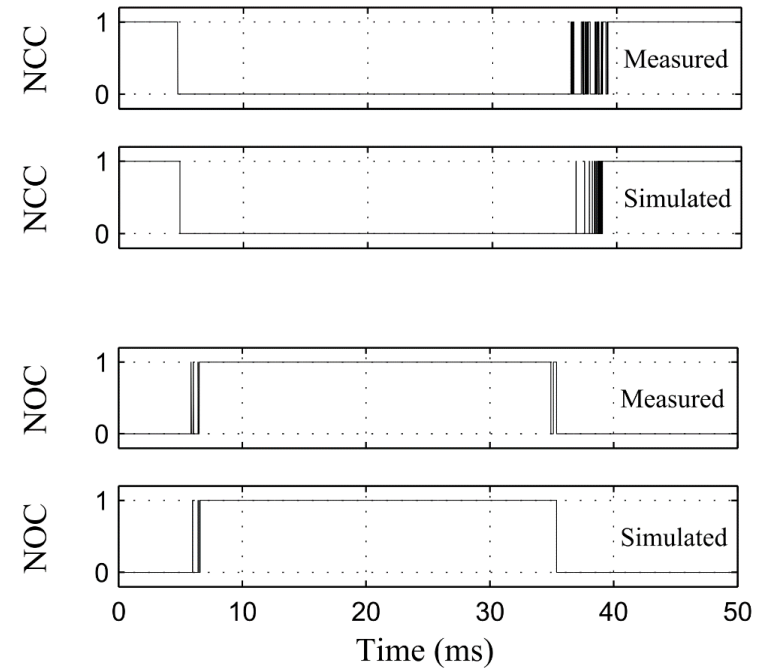 NCC
1
0
Measured
NCC
1
0
Simulated
NOC
1
0
Measured
NOC
1
0
Simulated
0 10 20 30 40 50
Time (ms)